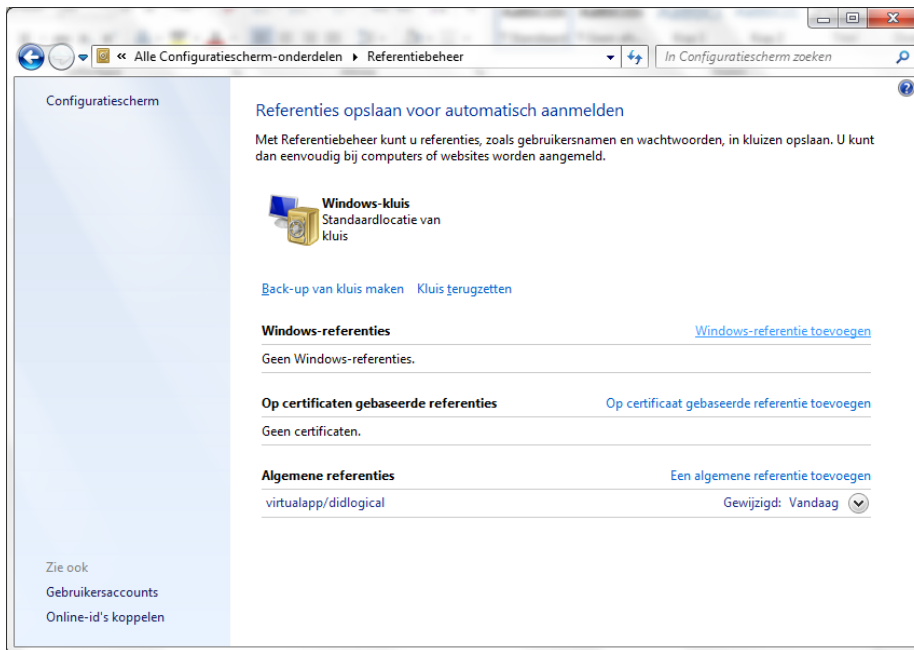 « Alle Configuratiescherm-onderdelen ▸ Referentiebeheer
In Configuratiescherm zoeken
Configuratiescherm
Referenties opslaan voor automatisch aanmelden
Met Referentiebeheer kunt u referenties, zoals gebruikersnamen en wachtwoorden, in kluizen opslaan. U kunt
dan eenvoudig bij computers of websites worden aangemeld.
Windows-kluis
Standaardlocatie van
kluis
Back-up van kluis maken Kluis terugzetten
Windows-referenties Windows-referentie toevoegen
Geen Windows-referenties.
Op certificaten gebaseerde referenties Op certificaat gebaseerde referentie toevoegen
Geen certificaten.
Algemene referenties Een algemene referentie toevoegen
virtualapp/didlogical Gewijzigd: Vandaag
Zie ook
Gebruikersaccounts
Online-id's koppelen